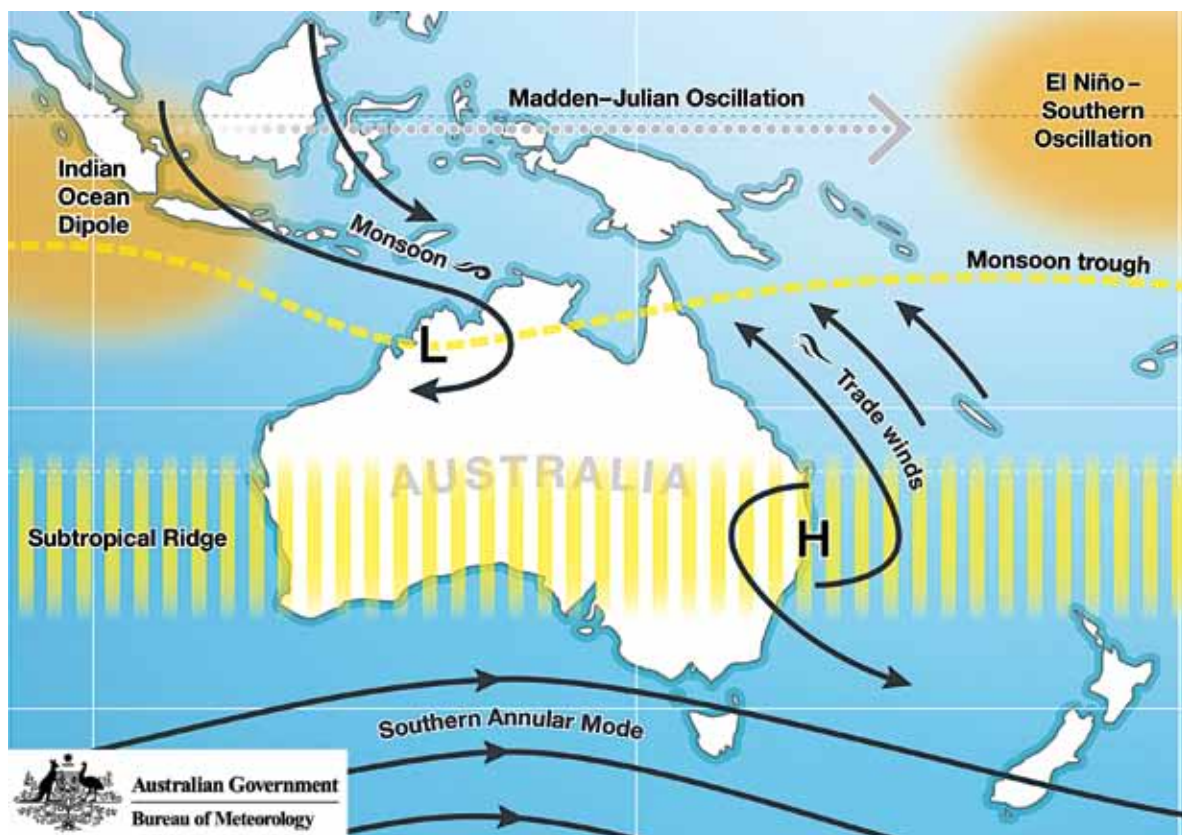 El Niño –
Southern
Oscillation
Madden–Julian Oscillation
Indian
Ocean
Dipole
Monsoon
Monsoon trough
L
Trade winds
AUSTRALIA
Subtropical Ridge
H
Southern Annular Mode
Australian Government
Bureau of Meteorology